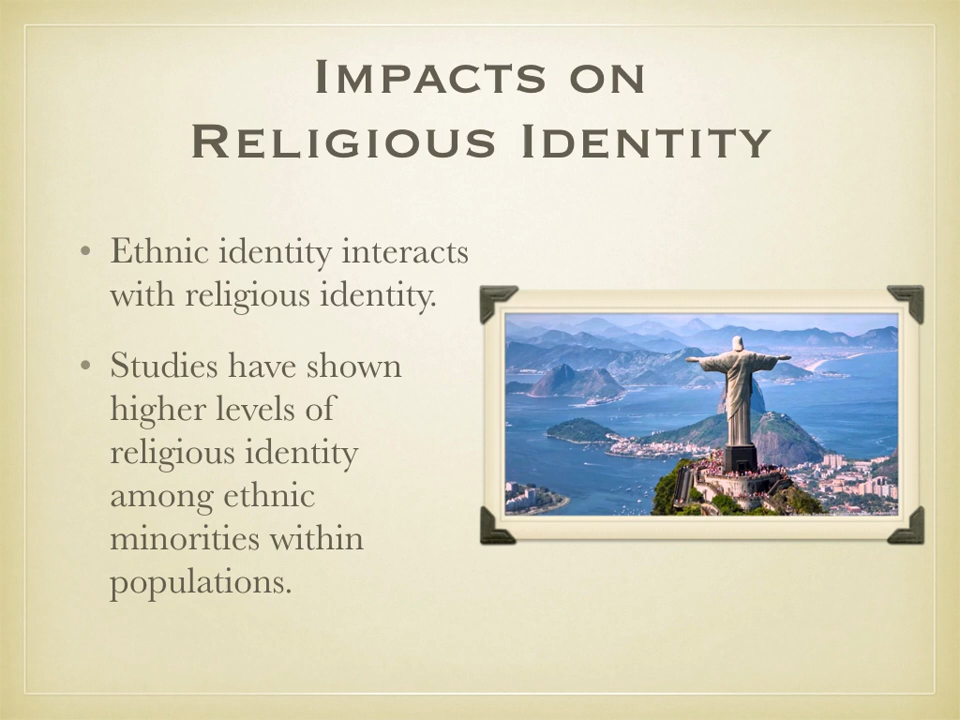 Impacts on
Religious Identity
• Ethnic identity interacts
with religious identity.
• Studies have shown
higher levels of
religious identity
among ethnic
minorities within
populations.